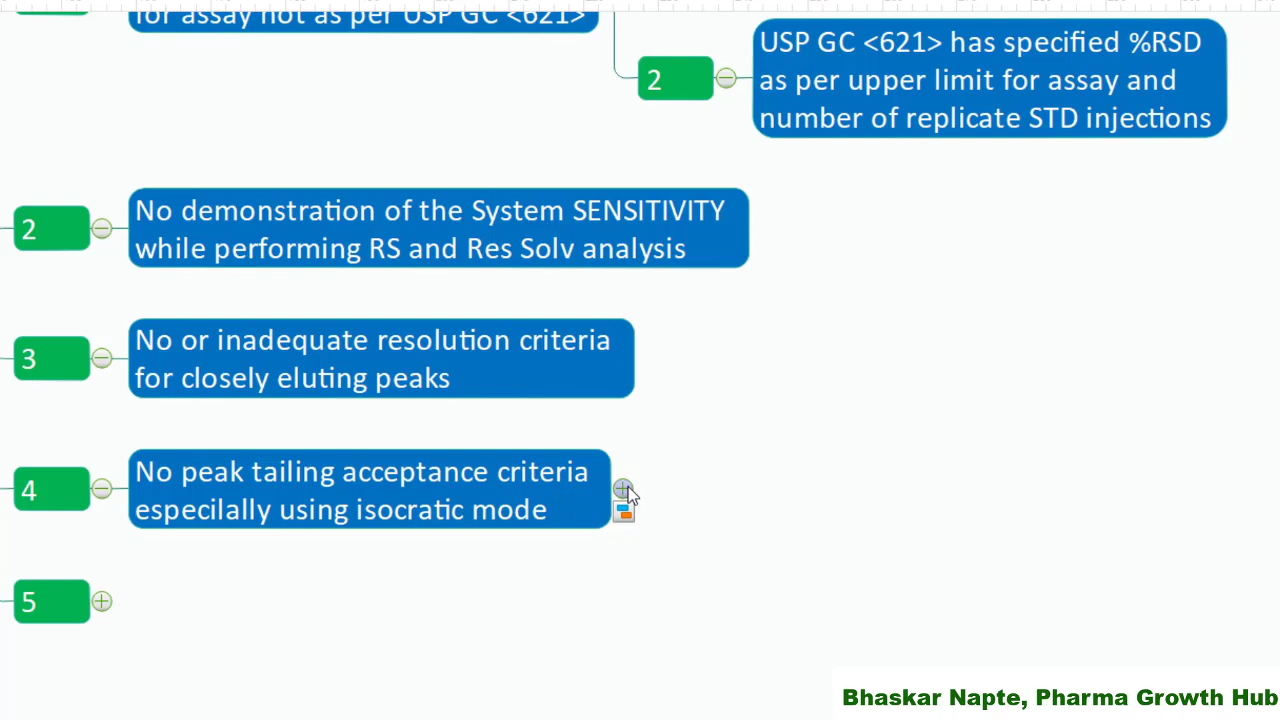 for assay not as per USP GC <621>
2
USP GC <621> has specified %RSD
as per upper limit for assay and
number of replicate STD injections
2
No demonstration of the System SENSITIVITY
while performing RS and Res Solv analysis
3
No or inadequate resolution criteria
for closely eluting peaks
4
No peak tailing acceptance criteria
especilally using isocratic mode
5
Bhaskar Napte, Pharma Growth Hub